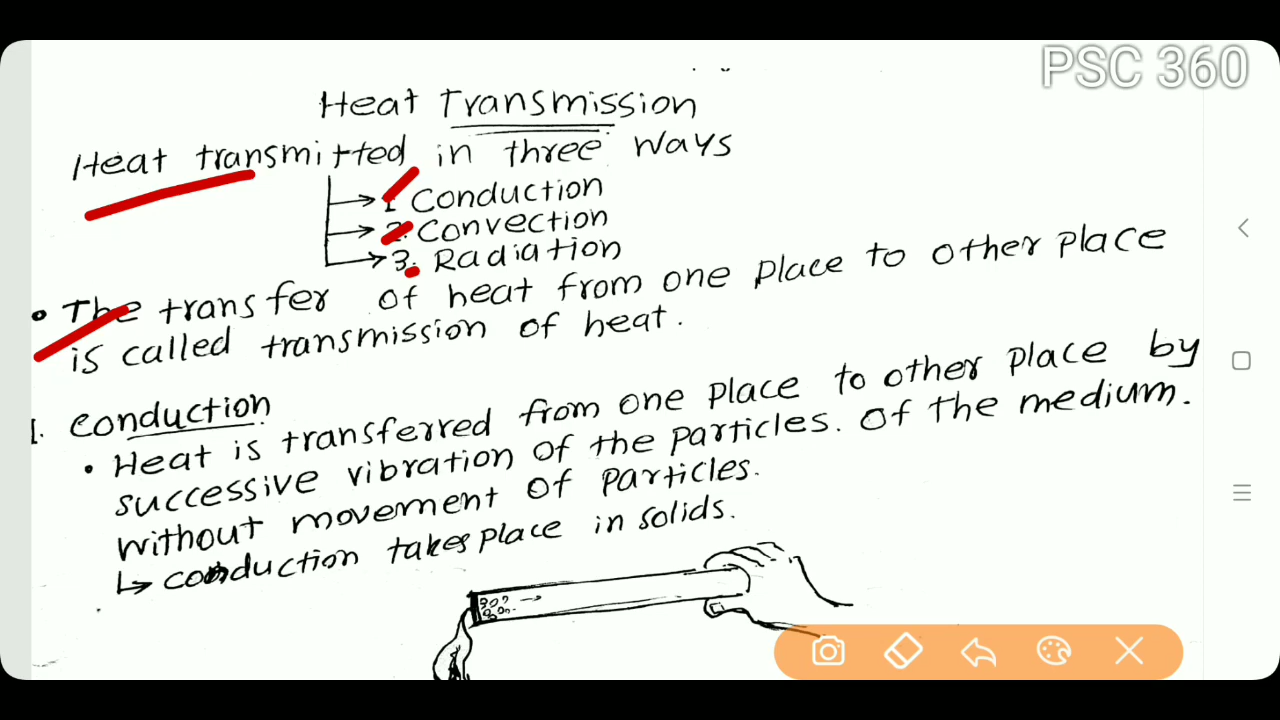 PSC 360
Heat Transmission
Heat transmitted in three ways
1. Conduction
2. Convection
3. Radiation
• The transfer of heat from one place to other place
is called transmission of heat.
1. conduction
• Heat is transferred from one place to other place by
successive vibration of the particles. of the medium.
without movement of particles.
↳ conduction takes place in solids.